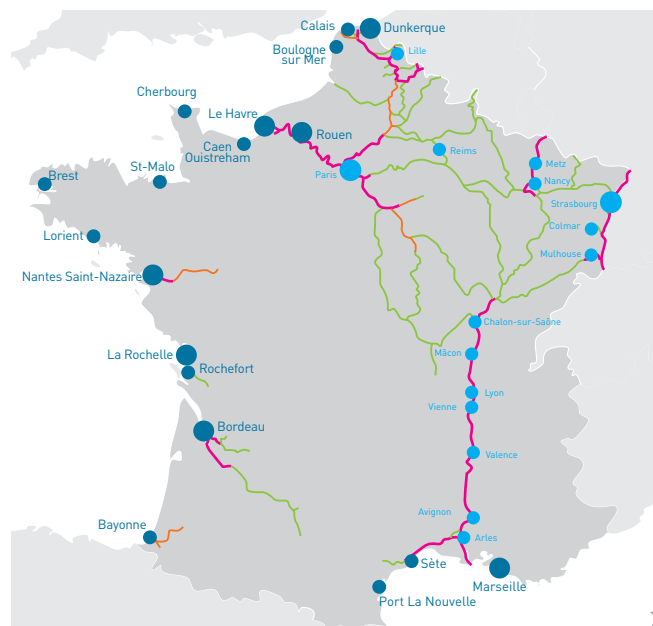 Calais
Dunkerque
Boulogne
sur Mer
Lille
Cherbourg
Le Havre
Rouen
Caen
Ouistreham
Reims
Paris
Metz
Nancy
Brest
St-Malo
Strasbourg
Colmar
Lorient
Mulhouse
Nantes Saint-Nazaire
Chalon-sur-Saône
La Rochelle
Mâcon
Rochefort
Lyon
Vienne
Bordeau
Valence
Avignon
Bayonne
Arles
Sète
Marseille
Port La Nouvelle